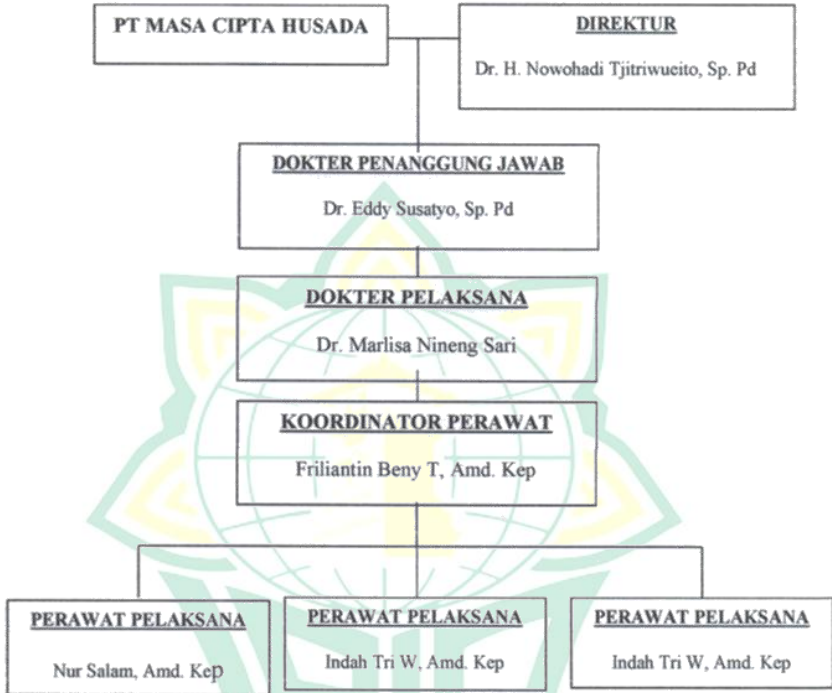 PT MASA CIPTA HUSADA
DIREKTUR
Dr. H. Nowohadi Tjitriwueito, Sp. Pd
DOKTER PENANGGUNG JAWAB
Dr. Eddy Susatyo, Sp. Pd
DOKTER PELAKSANA
Dr. Marlisa Nineng Sari
KOORDINATOR PERAWAT
Friliantin Beny T, Amd. Kep
PERAWAT PELAKSANA
Nur Salam, Amd. Kep
PERAWAT PELAKSANA
Indah Tri W, Amd. Kep
PERAWAT PELAKSANA
Indah Tri W, Amd. Kep